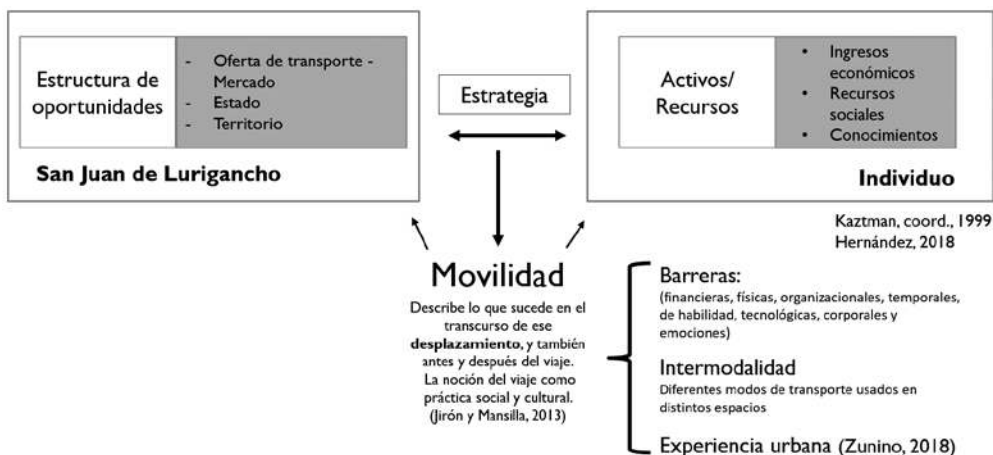 Estructura de
oportunidades
- Oferta de transporte -
Mercado
- Estado
- Territorio
San Juan de Lurigancho
Estrategia
Activos/
Recursos
• Ingresos
económicos
• Recursos
sociales
• Conocimientos
Individuo
Kaztman, coord., 1999
Hernández, 2018
Movilidad
Describe lo que sucede en el
transcurso de ese
desplazamiento, y también
antes y después del viaje.
La noción del viaje como
práctica social y cultural.
(Jirón y Mansilla, 2013)
Barreras:
(financieras, físicas, organizacionales, temporales,
de habilidad, tecnológicas, corporales y
emociones)
Intermodalidad
Diferentes modos de transporte usados en
distintos espacios
Experiencia urbana (Zunino, 2018)